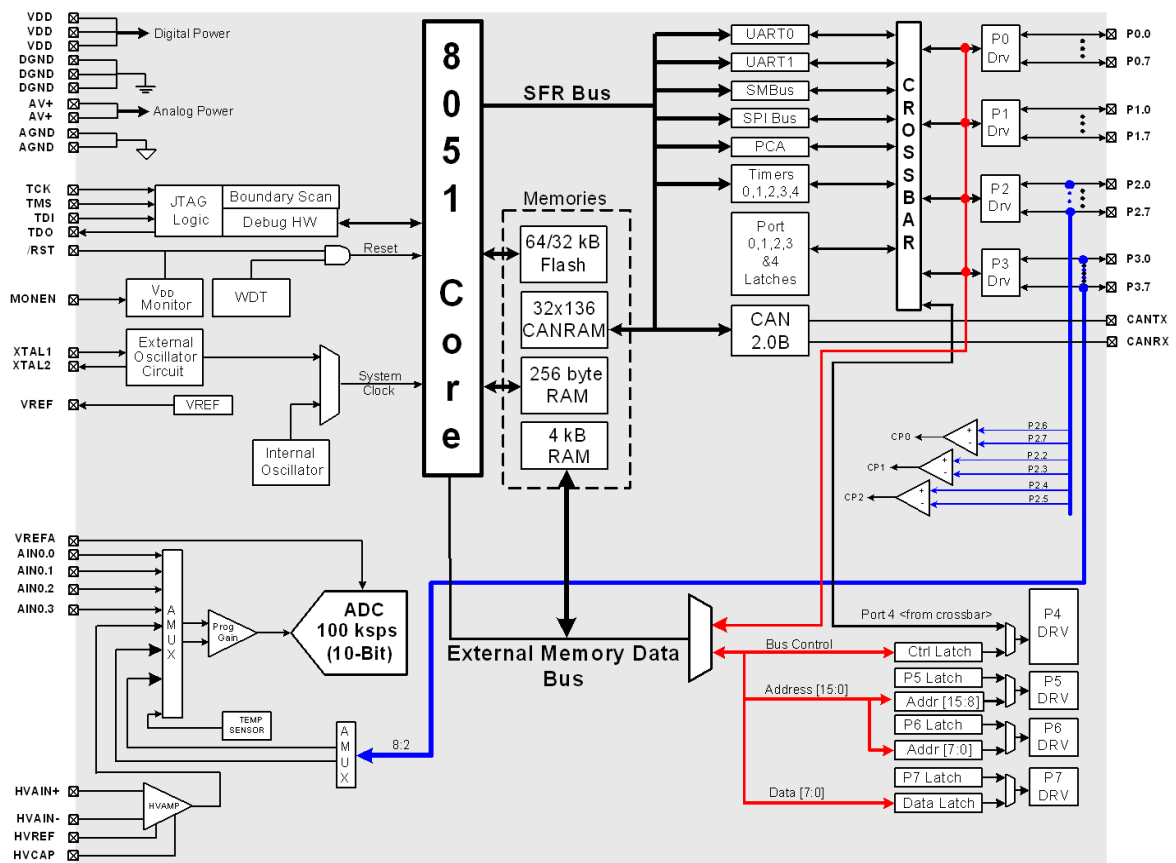 VDD
VDD
VDD
Digital Power
DGND
DGND
DGND
AV+
AV+
Analog Power
AGND
AGND
TCK
TMS
TDI
TDO
JTAG
Logic
Boundary Scan
Debug HW
/RST
Reset
MONEN
VDD
Monitor
WDT
XTAL1
XTAL2
External
Oscillator
Circuit
System
Clock
VREF
VREF
Internal
Oscillator
8051 Core
SFR Bus
Memories
64/32 kB
Flash
32x136
CANRAM
256 byte
RAM
4 kB
RAM
UART0
UART1
SMBus
SPI Bus
PCA
Timers
0,1,2,3,4
Port
0,1,2,3
&4
Latches
CAN
2.0B
CROSSBAR
P0
Drv
P1
Drv
P2
Drv
P3
Drv
P0.0
P0.7
P1.0
P1.7
P2.0
P2.7
P3.0
P3.7
CANTX
CANRX
CP0
+
-
P2.6
P2.7
CP1
+
-
P2.2
P2.3
CP2
+
-
P2.4
P2.5
VREFA
AIN0.0
AIN0.1
AIN0.2
AIN0.3
AMUX
Prog
Gain
ADC
100 ksps
(10-Bit)
TEMP
SENSOR
AMUX
8:2
HVAIN+
HVAIN-
HVREF
HVCAP
HVAMP
External Memory Data
Bus
Port 4 <from crossbar>
Bus Control
Ctrl Latch
P4
DRV
Address [15:0]
P5 Latch
Addr [15:8]
P5
DRV
P6 Latch
Addr [7:0]
P6
DRV
Data [7:0]
P7 Latch
Data Latch
P7
DRV